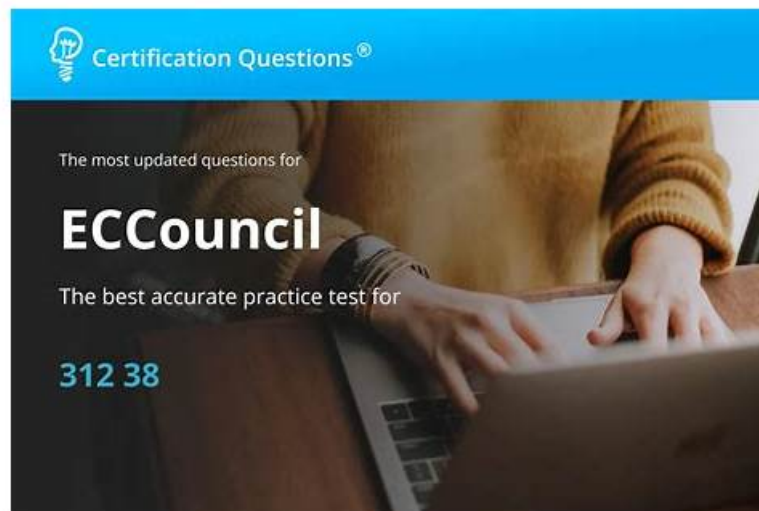 Certification Questions®
The most updated questions for
ECCouncil
The best accurate practice test for
312 38